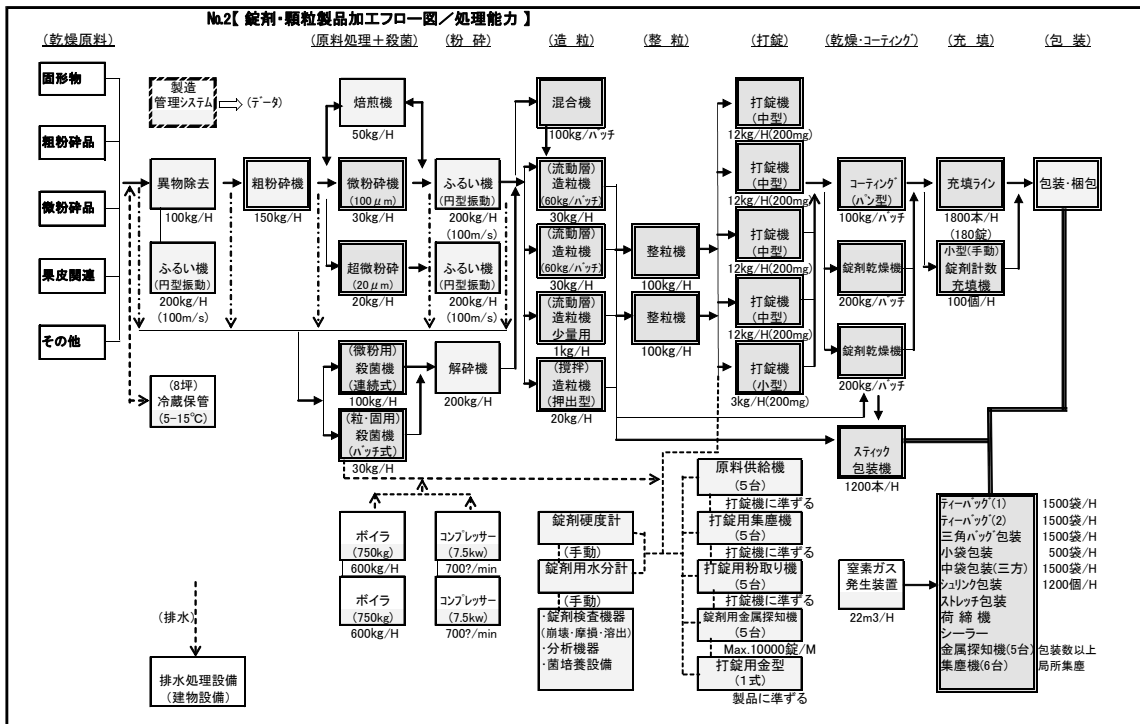 №2【 錠剤・顆粒製品加工フロー図／処理能力 】
(乾燥原料)
(原料処理＋殺菌)
(粉 砕)
(造 粒)
(整 粒)
(打 錠)
(乾燥・コーティング)
(充 填)
(包 装)
固形物
粗粉砕品
微粉砕品
果皮関連
その他
製造
管理システム
(データ)
異物除去
100kg/H
ふるい機
(円型振動)
200kg/H
(100m/s)
(8坪)
冷蔵保管
(5-15℃)
粗粉砕機
150kg/H
焙煎機
50kg/H
微粉砕機
(100μm)
30kg/H
超微粉砕
(20μm)
20kg/H
(微粉用)
殺菌機
(連続式)
100kg/H
(粒・固用)
殺菌機
(バッチ式)
30kg/H
ふるい機
(円型振動)
200kg/H
(100m/s)
ふるい機
(円型振動)
200kg/H
(100m/s)
解砕機
200kg/H
混合機
100kg/バッチ
(流動層)
造粒機
(60kg/バッチ)
30kg/H
(流動層)
造粒機
(60kg/バッチ)
30kg/H
(流動層)
造粒機
少量用
1kg/H
(撹拌)
造粒機
(押出型)
20kg/H
整粒機
100kg/H
整粒機
100kg/H
打錠機
(中型)
12kg/H(200mg)
打錠機
(中型)
12kg/H(200mg)
打錠機
(中型)
12kg/H(200mg)
打錠機
(中型)
12kg/H(200mg)
打錠機
(小型)
3kg/H(200mg)
コーティング
(パン型)
100kg/バッチ
錠剤乾燥機
200kg/バッチ
錠剤乾燥機
200kg/バッチ
スティック
包装機
1200本/H
充填ライン
1800本/H
(180錠)
小型(手動)
錠剤計数
充填機
100個/H
包装・梱包
ボイラ
(750kg)
600kg/H
ボイラ
(750kg)
600kg/H
コンプレッサー
(7.5kw)
700?/min
コンプレッサー
(7.5kw)
700?/min
錠剤硬度計
(手動)
錠剤用水分計
(手動)
・錠剤検査機器
(崩壊・摩損・溶出)
・分析機器
・菌培養設備
原料供給機
(5台)
打錠機に準ずる
打錠用集塵機
(5台)
打錠機に準ずる
打錠用粉取り機
(5台)
打錠機に準ずる
錠剤用金属探知機
(5台)
Max.10000錠/M
打錠用金型
(1式)
製品に準ずる
窒素ガス
発生装置
22m3/H
ティーバッグ(1) 1500袋/H
ティーバッグ(2) 1500袋/H
三角バッグ包装 1500袋/H
小袋包装 500袋/H
中袋包装(三方) 1500袋/H
シュリンク包装 1200個/H
ストレッチ包装
荷 締 機
シーラー
金属探知機(5台) 包装数以上
集塵機(6台) 局所集塵
(排水)
排水処理設備
(建物設備)